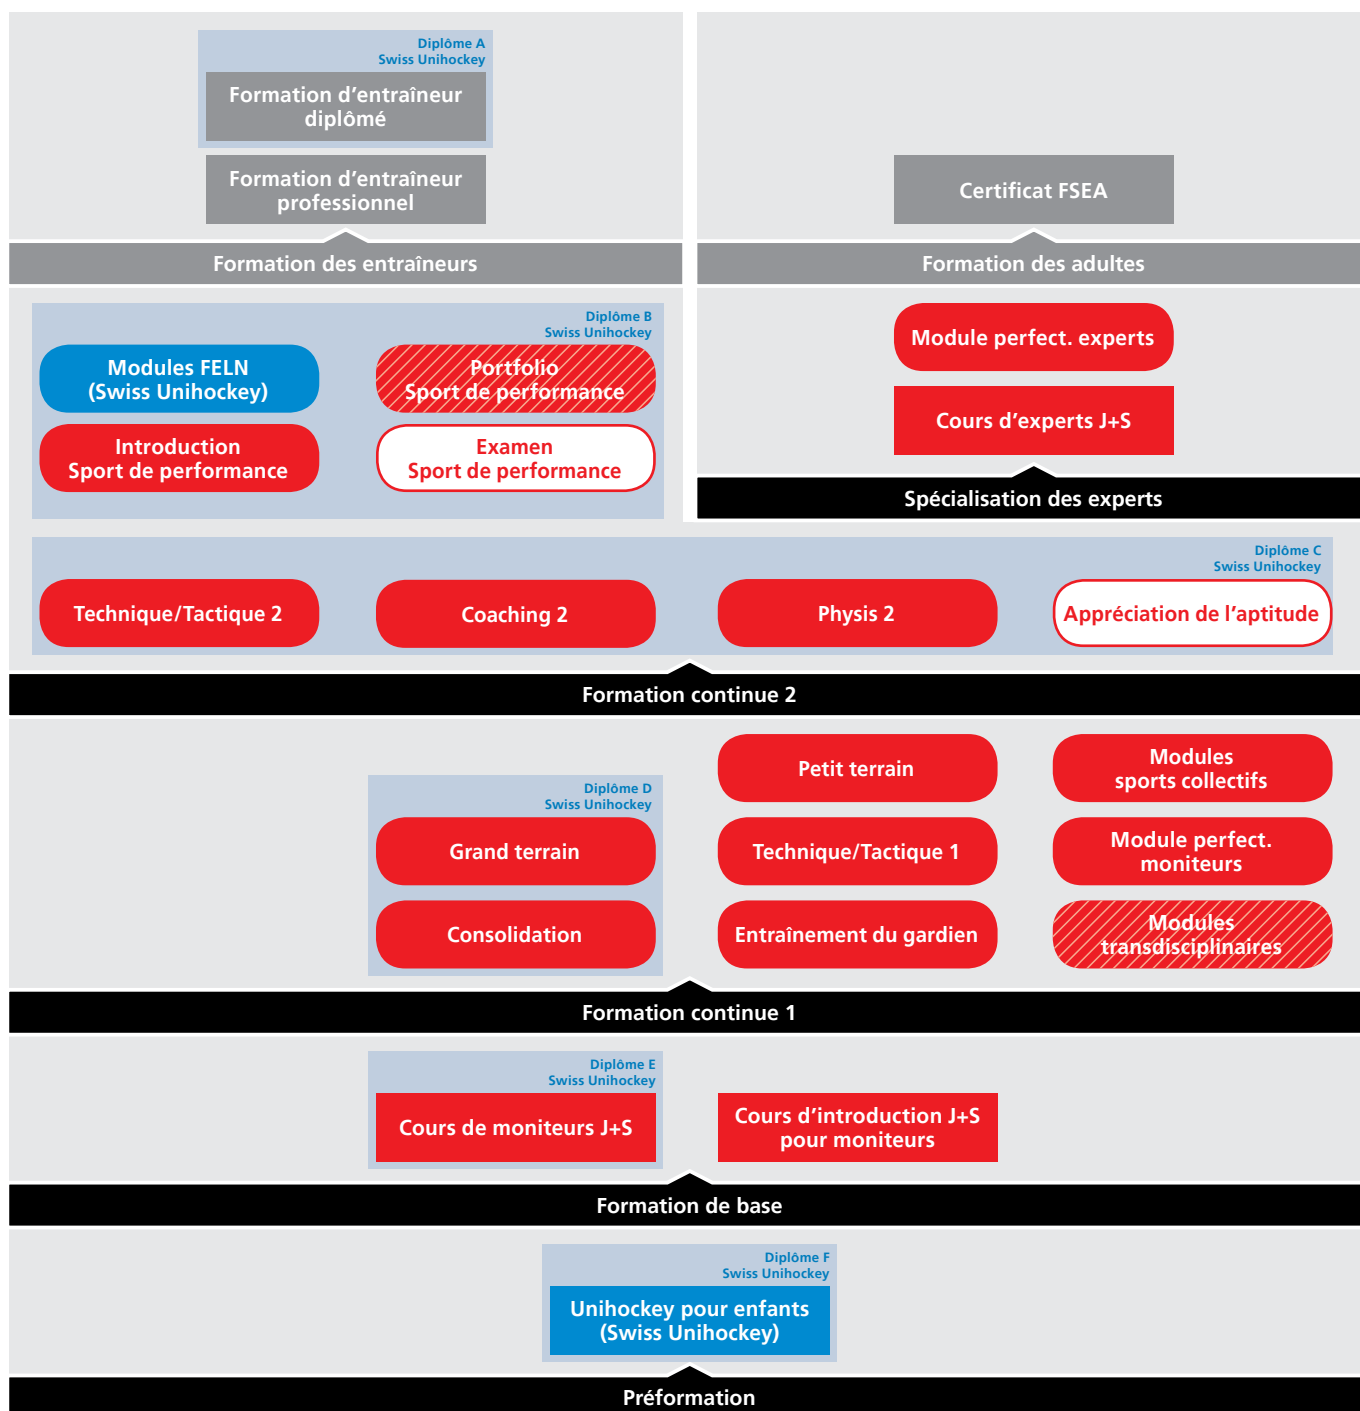 Diplôme A
Swiss Unihockey
Formation d'entraîneur
diplômé
Formation d'entraîneur
professionnel
Certificat FSEA
Formation des entraîneurs
Formation des adultes
Diplôme B
Swiss Unihockey
Modules FELN
(Swiss Unihockey)
Portfolio
Sport de performance
Introduction
Sport de performance
Examen
Sport de performance
Module perfect. experts
Cours d'experts J+S
Spécialisation des experts
Diplôme C
Swiss Unihockey
Technique/Tactique 2
Coaching 2
Physis 2
Appréciation de l'aptitude
Formation continue 2
Diplôme D
Swiss Unihockey
Grand terrain
Consolidation
Petit terrain
Technique/Tactique 1
Entraînement du gardien
Modules
sports collectifs
Module perfect.
moniteurs
Modules
transdisciplinaires
Formation continue 1
Diplôme E
Swiss Unihockey
Cours de moniteurs J+S
Cours d'introduction J+S
pour moniteurs
Formation de base
Diplôme F
Swiss Unihockey
Unihockey pour enfants
(Swiss Unihockey)
Préformation